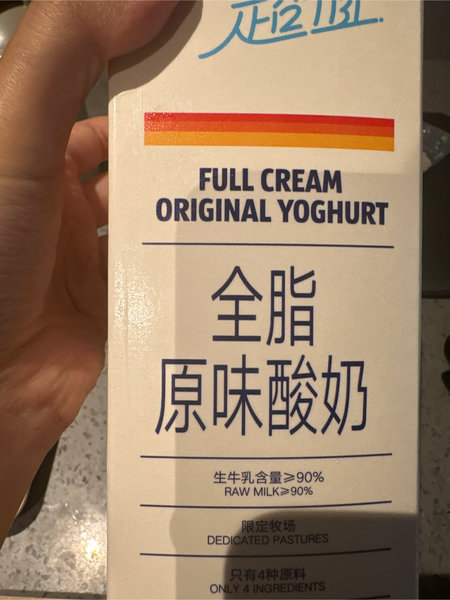 FULL CREAM
ORIGINAL YOGHURT
全脂
原味酸奶
生牛乳含量≥90%
RAW MILK≥90%
限定牧场
DEDICATED PASTURES
只有4种原料
ONLY 4 INGREDIENTS